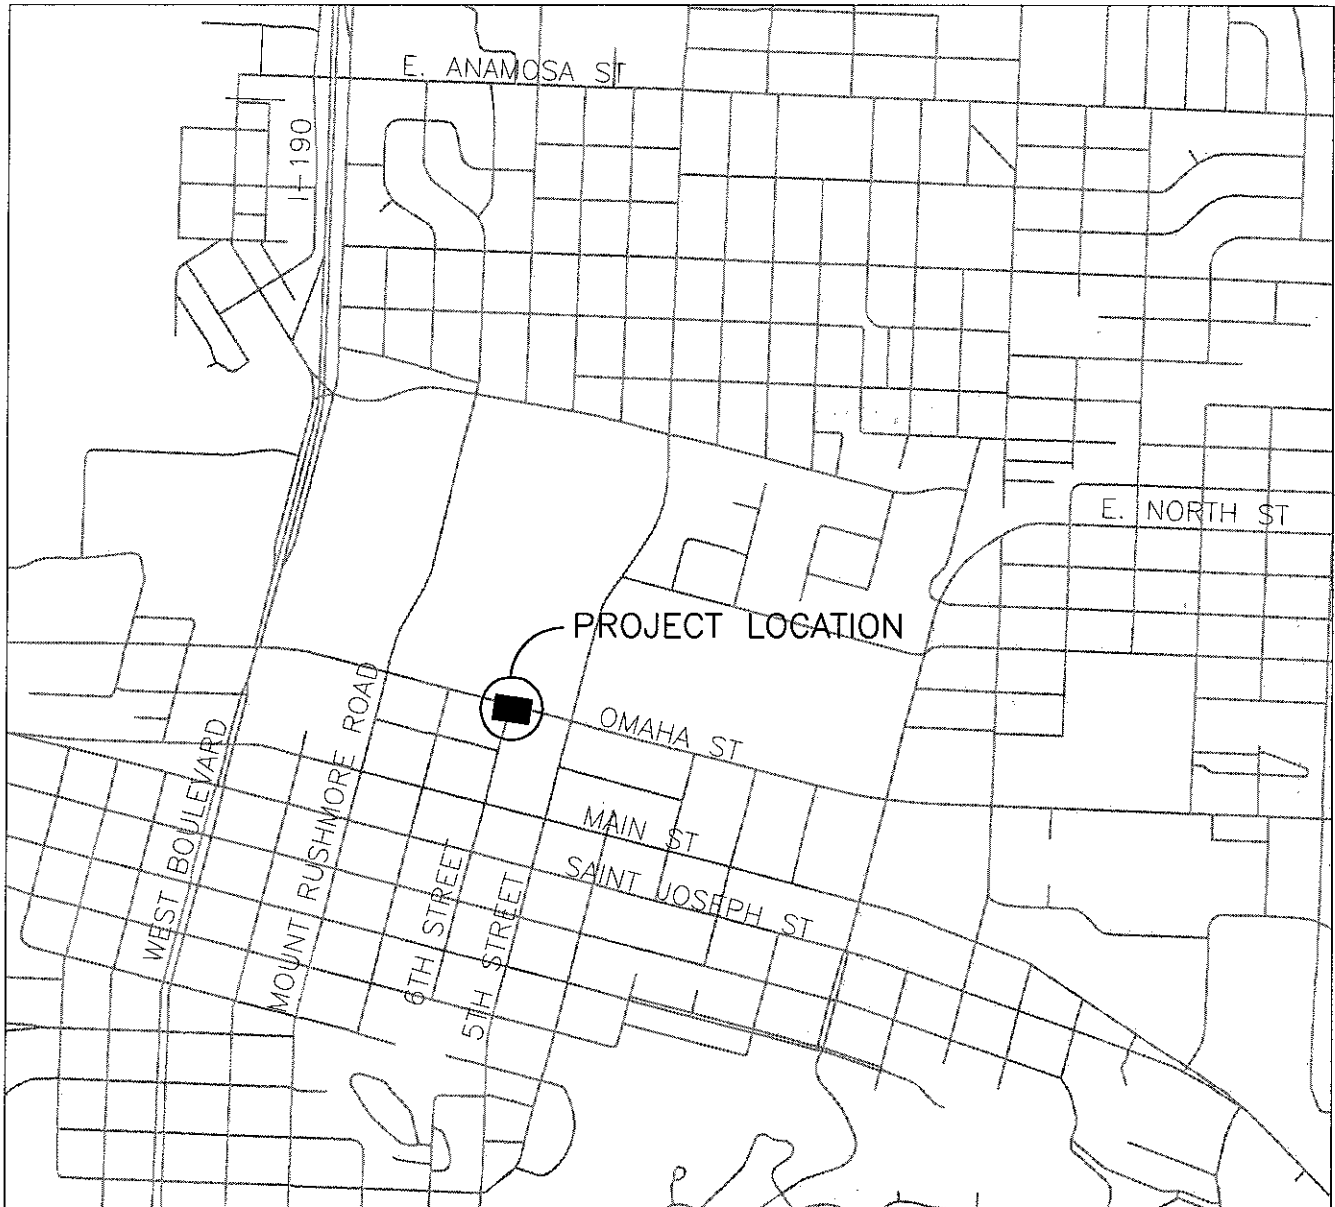 E. ANAMOSA ST
I-190
E. NORTH ST
PROJECT LOCATION
OMAHA ST
MAIN ST
SAINT JOSEPH ST
WEST BOULEVARD
MOUNT RUSHMORE ROAD
6TH STREET
5TH STREET